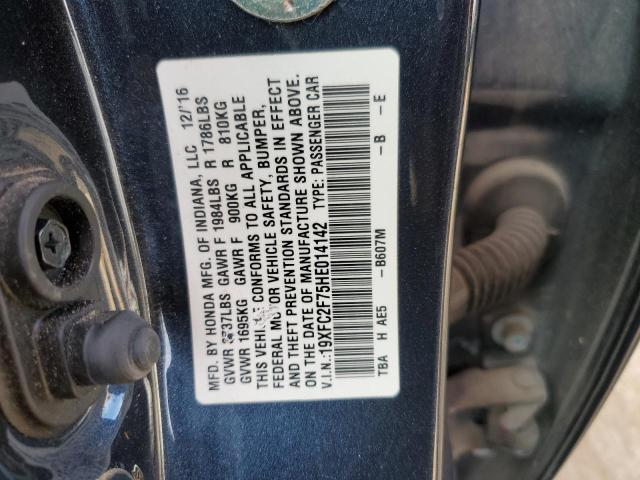 MFD. BY HONDA MFG. OF INDIANA, LLC 12/'16
GVWR 3737LBS GAWR F 1984LBS R 1786LBS
GVWR 1695KG GAWR F 900KG R 810KG
THIS VEHICLE CONFORMS TO ALL APPLICABLE
FEDERAL MOTOR VEHICLE SAFETY, BUMPER,
AND THEFT PREVENTION STANDARDS IN EFFECT
ON THE DATE OF MANUFACTURE SHOWN ABOVE.
V.I.N.:19XFC2F75HE014142 TYPE: PASSENGER CAR
TBA H AE5 -B607M -B -E